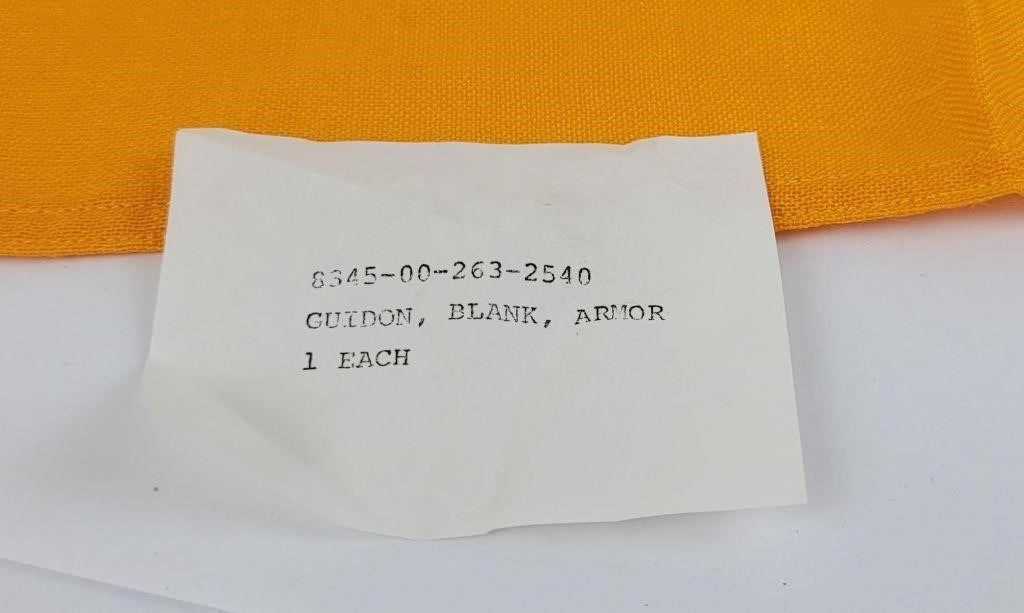 8345-00-263-2540
GUIDON, BLANK, ARMOR
1 EACH